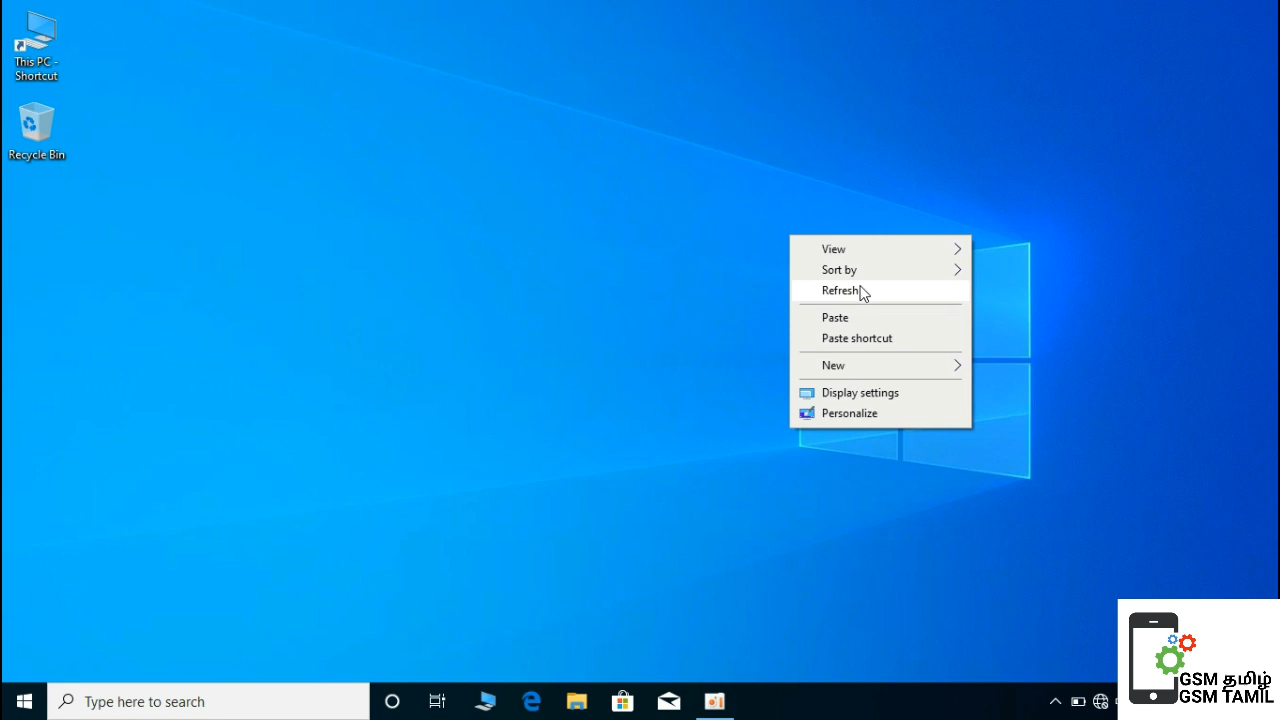 This PC -
Shortcut
Recycle Bin
View
Sort by
Refresh
Paste
Paste shortcut
New
Display settings
Personalize
Type here to search
GSM தமிழ்
GSM TAMIL